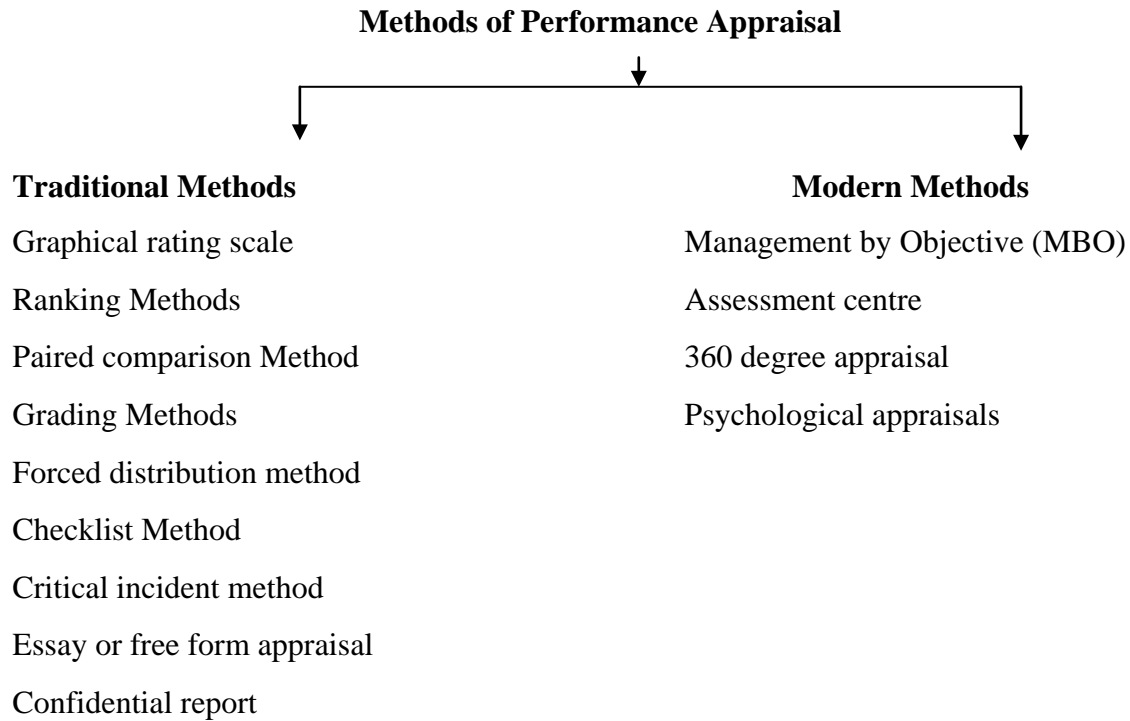 Methods of Performance Appraisal
Traditional Methods
Graphical rating scale
Ranking Methods
Paired comparison Method
Grading Methods
Forced distribution method
Checklist Method
Critical incident method
Essay or free form appraisal
Confidential report
Modern Methods
Management by Objective (MBO)
Assessment centre
360 degree appraisal
Psychological appraisals